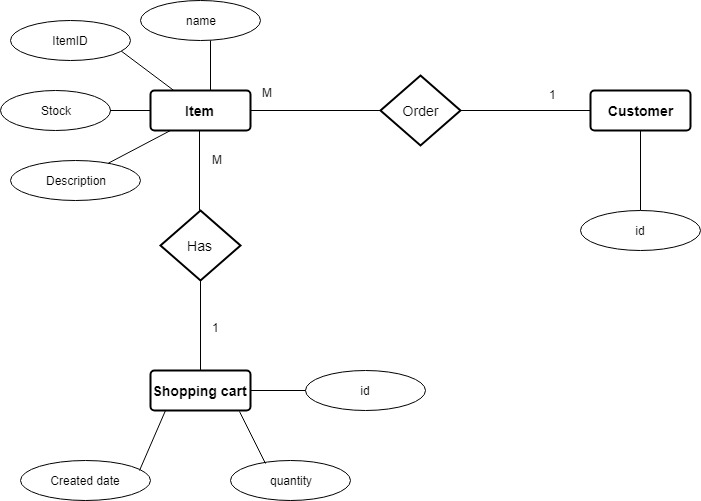 name
ItemID
M
1
Stock
Item
Order
Customer
M
Description
id
Has
1
Shopping cart
id
Created date
quantity